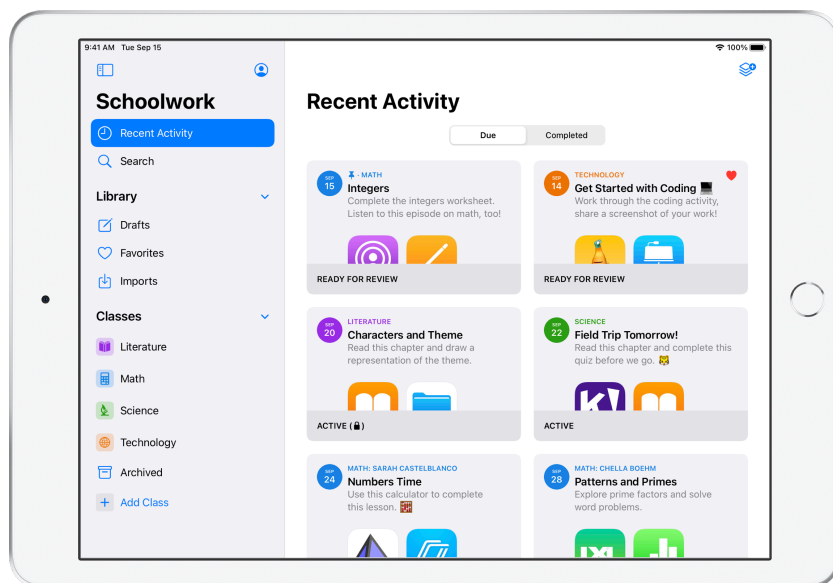 9:41 AM Tue Sep 15
100%
Schoolwork
Recent Activity
Search
Library
Drafts
Favorites
Imports
Classes
Literature
Math
Science
Technology
Archived
Add Class
Recent Activity
Due
Completed
SEP
15
· MATH
Integers
Complete the integers worksheet.
Listen to this episode on math, too!
READY FOR REVIEW
SEP
14
TECHNOLOGY
Get Started with Coding
Work through the coding activity,
share a screenshot of your work!
READY FOR REVIEW
SEP
20
LITERATURE
Characters and Theme
Read this chapter and draw a
representation of the theme.
ACTIVE ( )
SEP
22
SCIENCE
Field Trip Tomorrow!
Read this chapter and complete this
quiz before we go.
K!
ACTIVE
SEP
24
MATH: SARAH CASTELBLANCO
Numbers Time
Use this calculator to complete
this lesson.
SEP
28
MATH: CHELLA BOEHM
Patterns and Primes
Explore prime factors and solve
word problems.
IXL